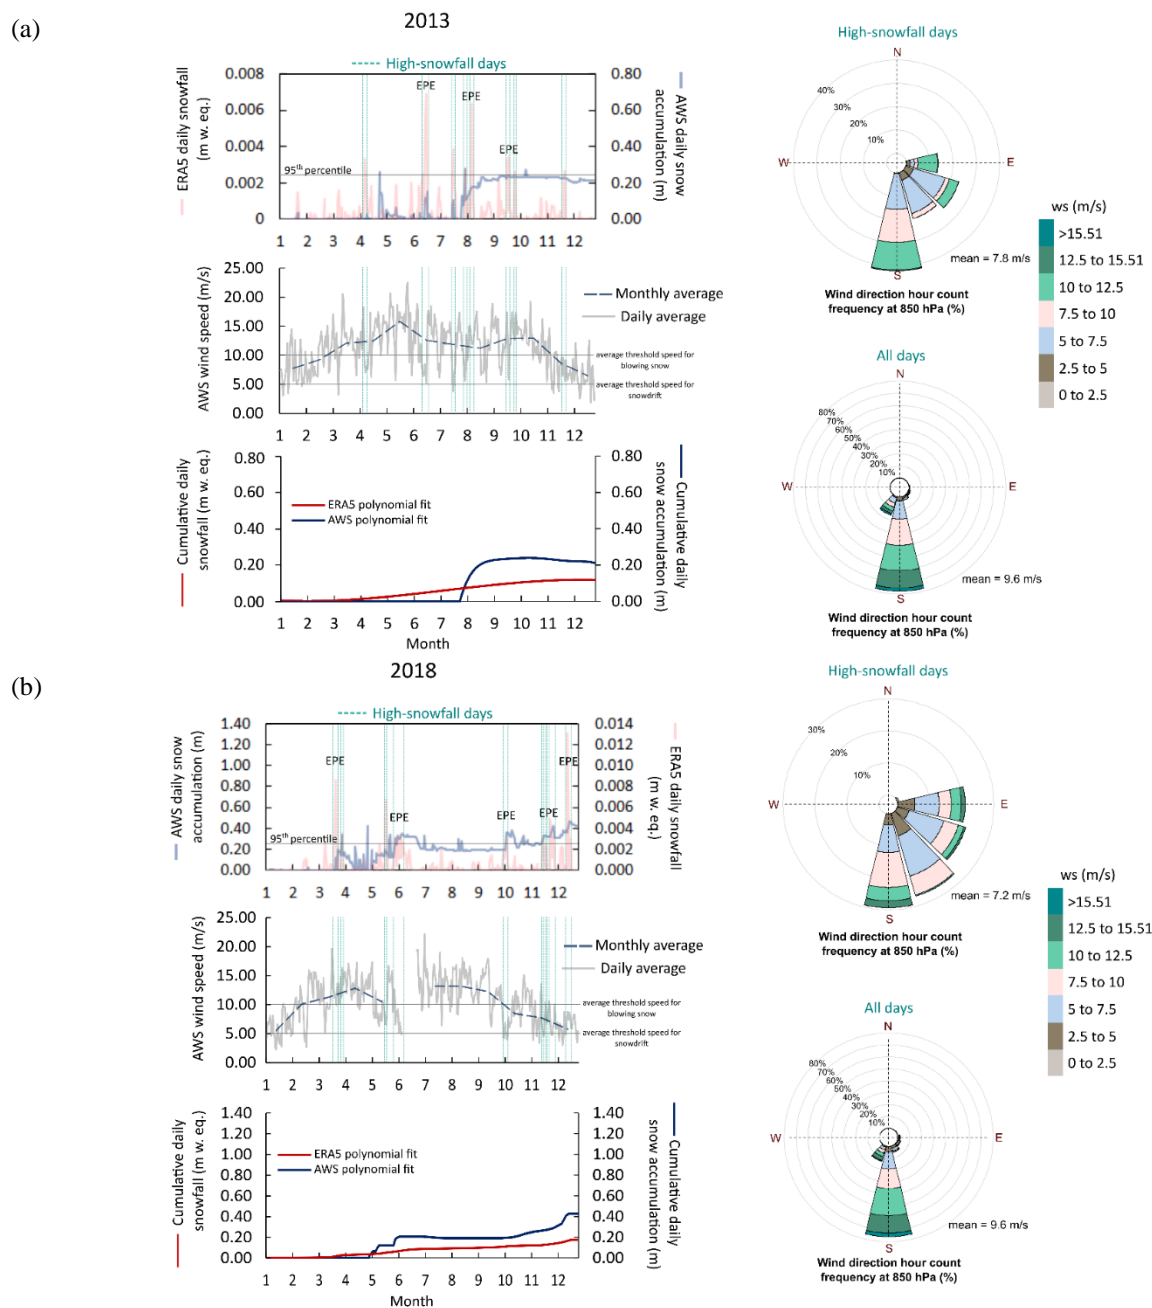 (a)
2013
High-snowfall days
ERA5 daily snowfall
(m w. eq.)
0.008
0.006
0.004
0.002
0
95th percentile
EPE
EPE
EPE
0.80
0.60
0.40
0.20
0.00
AWS daily snow
accumulation (m)
1 2 3 4 5 6 7 8 9 10 11 12
AWS wind speed (m/s)
25.00
20.00
15.00
10.00
5.00
0.00
Monthly average
Daily average
average threshold speed for
blowing snow
average threshold speed for
snowdrift
1 2 3 4 5 6 7 8 9 10 11 12
Cumulative daily
snowfall (m w. eq.)
0.80
0.60
0.40
0.20
0.00
ERA5 polynomial fit
AWS polynomial fit
0.80
0.60
0.40
0.20
0.00
Cumulative daily
snow accumulation (m)
1 2 3 4 5 6 7 8 9 10 11 12
Month
High-snowfall days
N
40%
30%
20%
10%
W
E
S
mean = 7.8 m/s
Wind direction hour count
frequency at 850 hPa (%)
All days
N
80%
70%
60%
50%
40%
30%
20%
10%
W
E
S
mean = 9.6 m/s
Wind direction hour count
frequency at 850 hPa (%)
ws (m/s)
>15.51
12.5 to 15.51
10 to 12.5
7.5 to 10
5 to 7.5
2.5 to 5
0 to 2.5
(b)
2018
High-snowfall days
AWS daily snow
accumulation (m)
1.40
1.20
1.00
0.80
0.60
0.40
0.20
0.00
95th percentile
EPE
EPE
EPE
EPE
EPE
0.014
0.012
0.010
0.008
0.006
0.004
0.002
0.000
ERA5 daily snowfall
(m w. eq.)
1 2 3 4 5 6 7 8 9 10 11 12
AWS wind speed (m/s
25.00
20.00
15.00
10.00
5.00
0.00
Monthly average
Daily average
average threshold speed for
blowing snow
average threshold speed for
snowdrift
1 2 3 4 5 6 7 8 9 10 11 12
Cumulative daily
snowfall (m w. eq.)
1.40
1.20
1.00
0.80
0.60
0.40
0.20
0.00
ERA5 polynomial fit
AWS polynomial fit
1.40
1.20
1.00
0.80
0.60
0.40
0.20
0.00
Cumulative daily
snow accumulation (m)
1 2 3 4 5 6 7 8 9 10 11 12
Month
High-snowfall days
N
30%
20%
10%
W
E
S
mean = 7.2 m/s
Wind direction hour count
frequency at 850 hPa (%)
All days
N
80%
70%
60%
50%
40%
30%
20%
10%
W
E
S
mean = 9.6 m/s
Wind direction hour count
frequency at 850 hPa (%)
ws (m/s)
>15.51
12.5 to 15.51
10 to 12.5
7.5 to 10
5 to 7.5
2.5 to 5
0 to 2.5